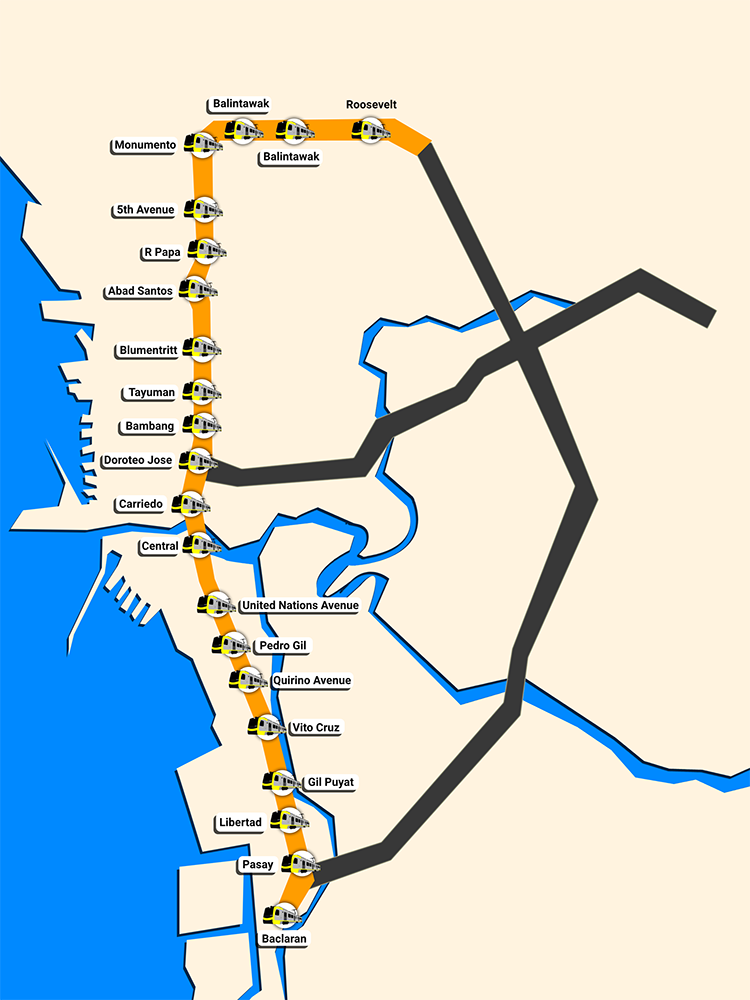 Balintawak
Roosevelt
Monumento
Balintawak
5th Avenue
R Papa
Abad Santos
Blumentritt
Tayuman
Bambang
Doroteo Jose
Carriedo
Central
United Nations Avenue
Pedro Gil
Quirino Avenue
Vito Cruz
Gil Puyat
Libertad
Pasay
Baclaran